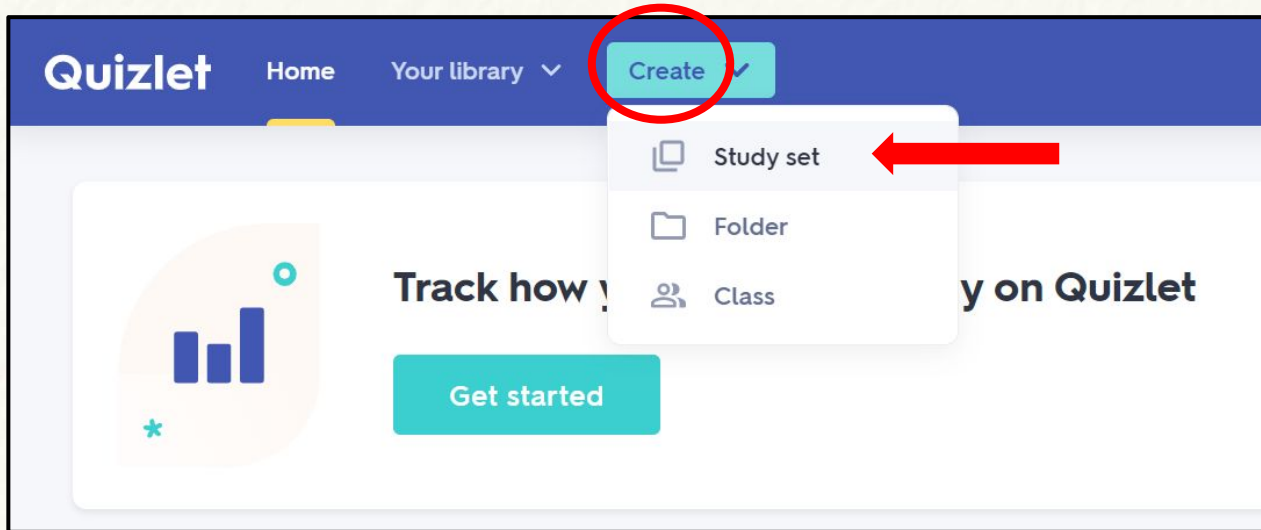 Quizlet Home Your library Create
Study set
Folder
Class
Track how y on Quizlet
Get started